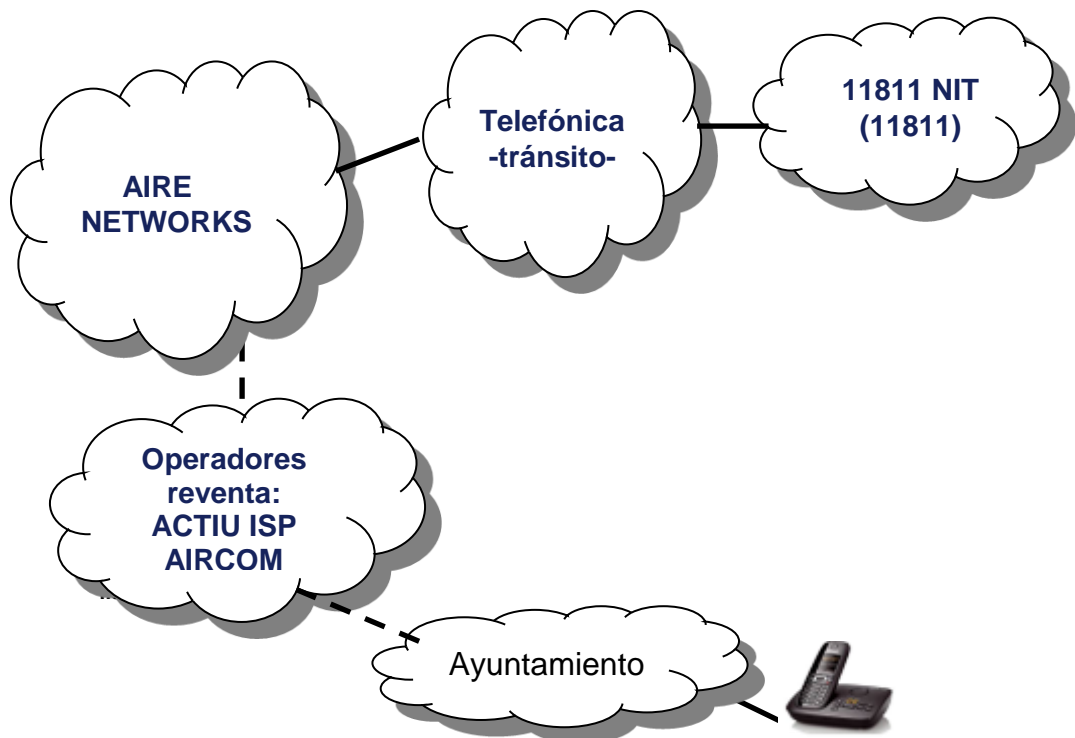 AIRE
NETWORKS
Telefónica
-tránsito-
11811 NIT
(11811)
Operadores
reventa:
ACTIU ISP
AIRCOM
...
Ayuntamiento